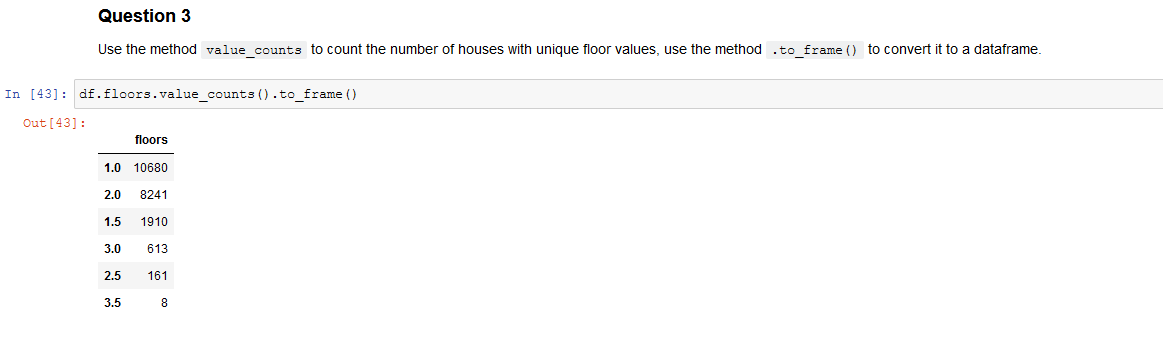 Question 3
Use the method value_counts to count the number of houses with unique floor values, use the method .to_frame() to convert it to a dataframe.
In [43]: df.floors.value_counts().to_frame()
Out[43]:
floors
1.0 10680
2.0 8241
1.5 1910
3.0 613
2.5 161
3.5 8